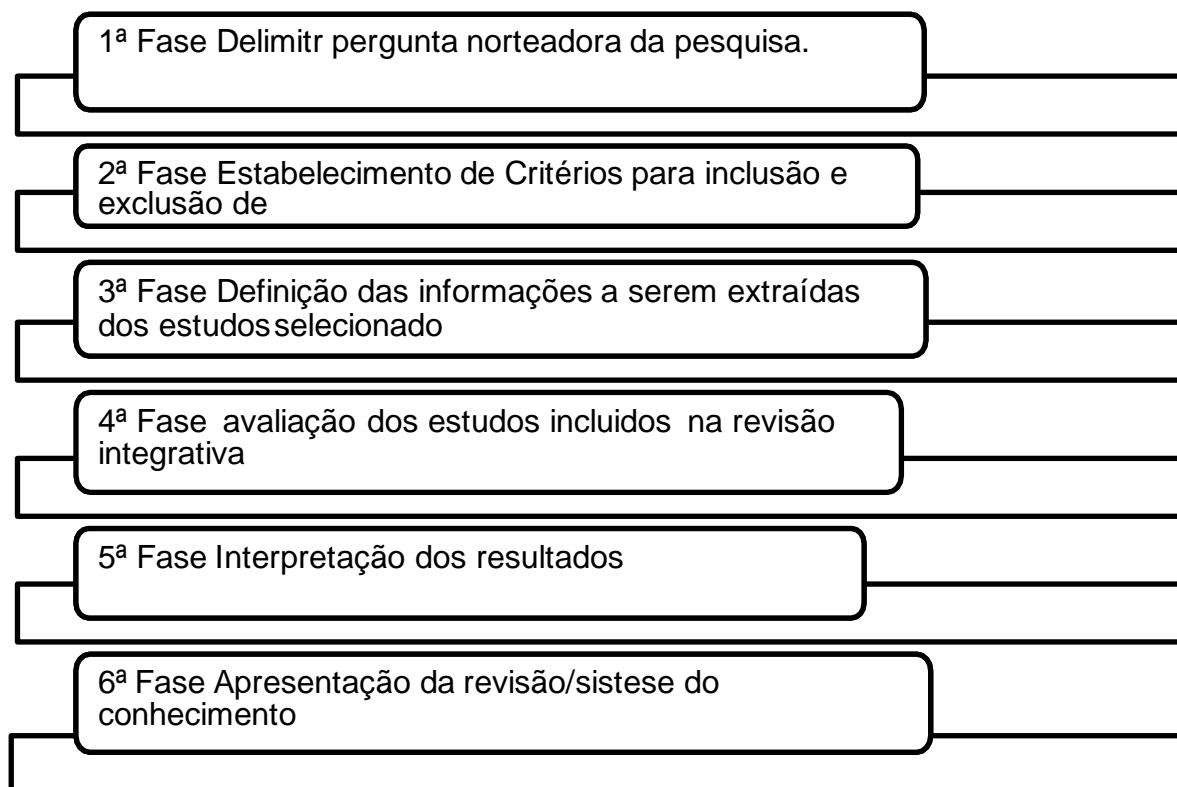 1ª Fase Delimitr pergunta norteadora da pesquisa.
2ª Fase Estabelecimento de Critérios para inclusão e
exclusão de
3ª Fase Definição das informações a serem extraídas
dos estudos selecionado
4ª Fase avaliação dos estudos incluidos na revisão
integrativa
5ª Fase Interpretação dos resultados
6ª Fase Apresentação da revisão/sistese do
conhecimento